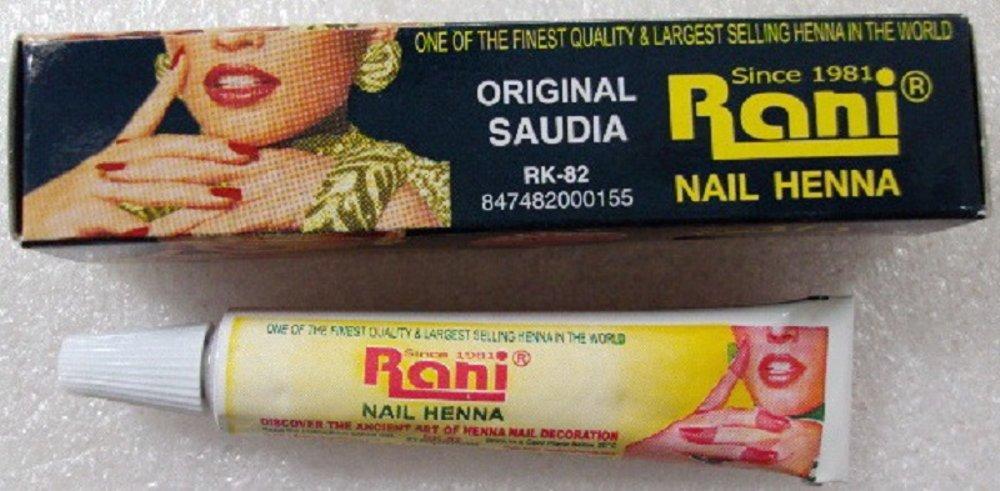 ONE OF THE FINEST QUALITY & LARGEST SELLING HENNA IN THE WORLD
ORIGINAL
SAUDIA
RK-82
847482000155
Since 1981
Rani®
NAIL HENNA
ONE OF THE FINEST QUALITY & LARGEST SELLING HENNA IN THE WORLD
Since 1981
Rani®
NAIL HENNA
DISCOVER THE ANCIENT ART OF HENNA NAIL DECORATION